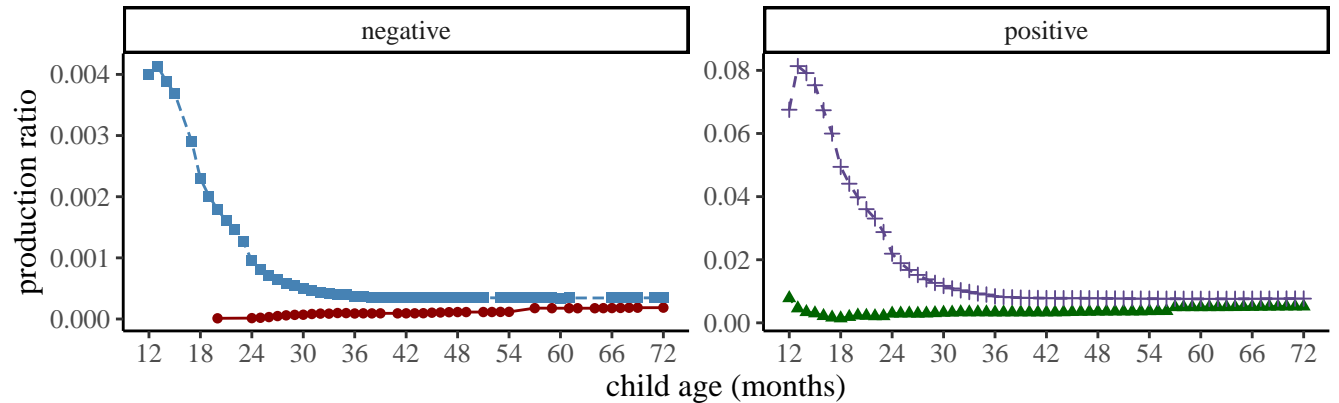 negative
positive
production ratio
0.004
0.003
0.002
0.001
0.000
0.08
0.06
0.04
0.02
0.00
12 18 24 30 36 42 48 54 60 66 72
12 18 24 30 36 42 48 54 60 66 72
child age (months)